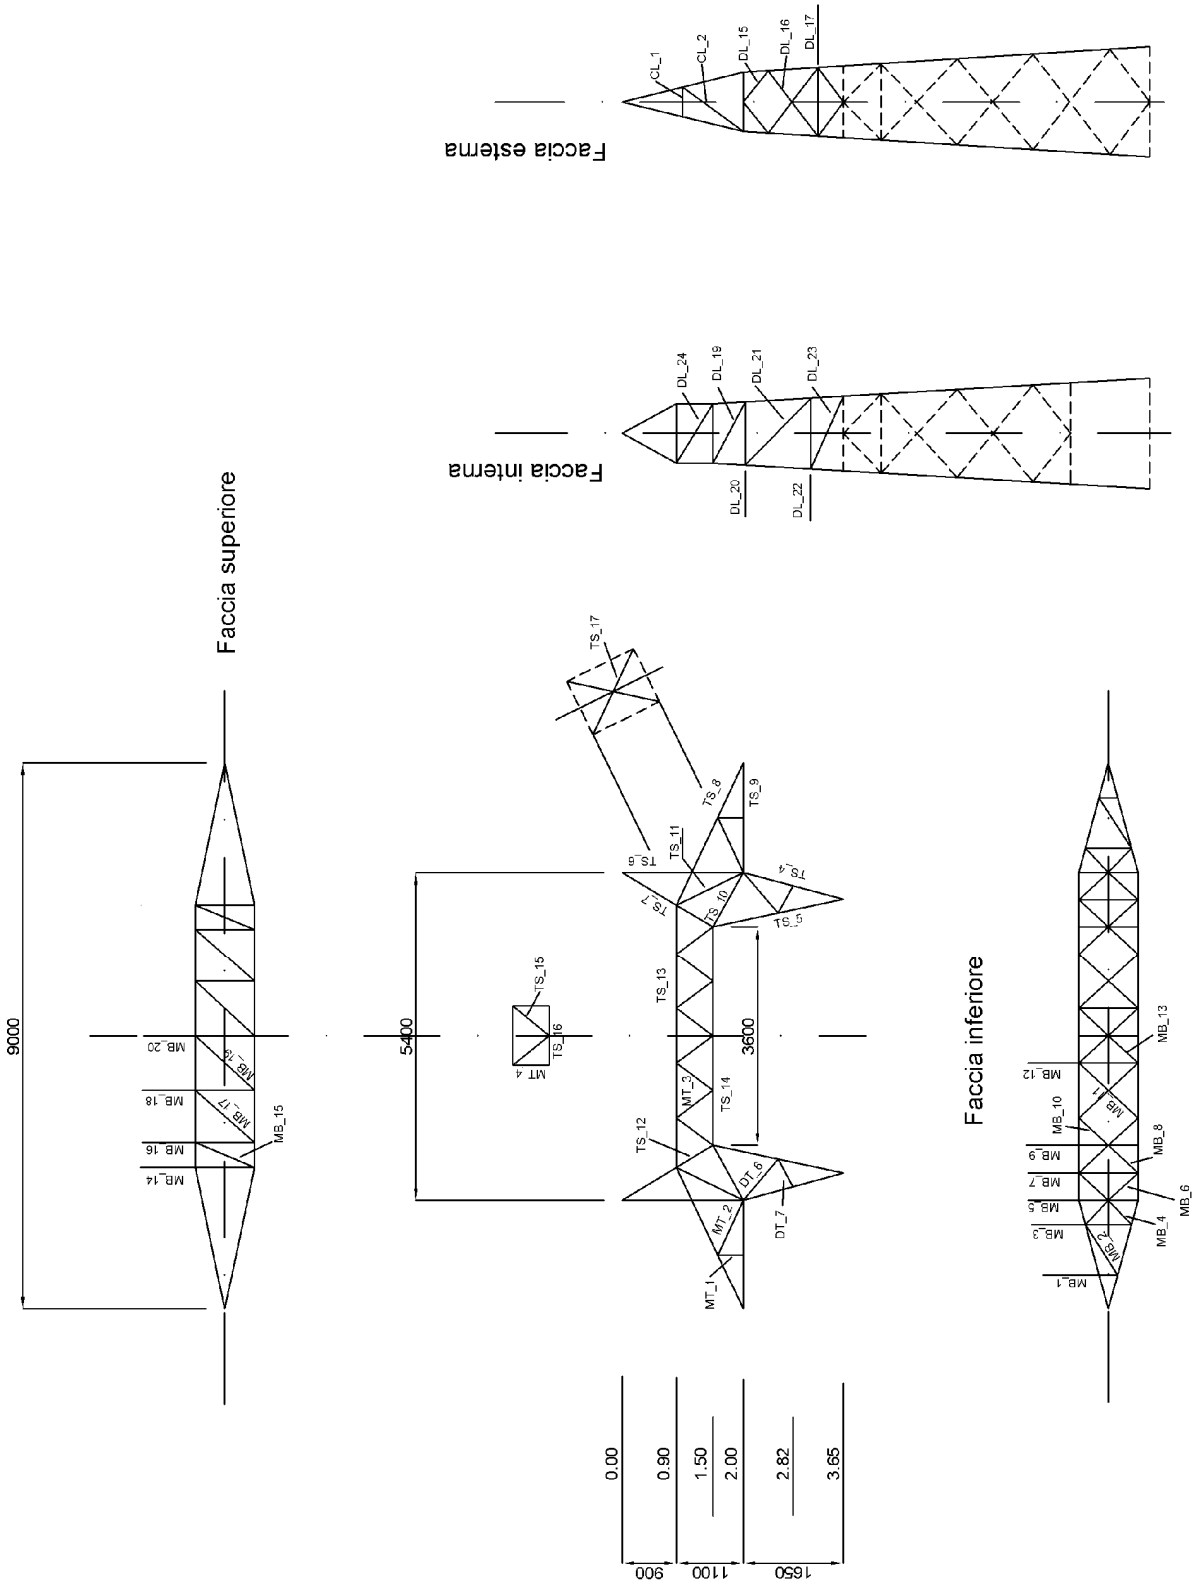 CL_1
CL_2
DL_15
DL_16
DL_17
Faccia esterna
DL_24
DL_19
DL_21
DL_23
Faccia interna
DL_20
DL_22
Faccia superiore
9000
MB_20
MB_19
MB_18
MB_17
MB_16
MB_15
MB_14
TS_17
TS_6
TS_7
TS_11
TS_8
TS_9
TS_10
TS_4
TS_5
TS_15
TS_16
MT_4
5400
TS_13
3600
MT_3
TS_14
TS_12
DT_6
DT_7
MT_2
MT_1
0.00
0.90
1.50
2.00
2.82
3.65
900
1100
1650
Faccia inferiore
MB_13
MB_12
MB_11
MB_10
MB_9
MB_8
MB_7
MB_6
MB_5
MB_4
MB_3
MB_2
MB_1